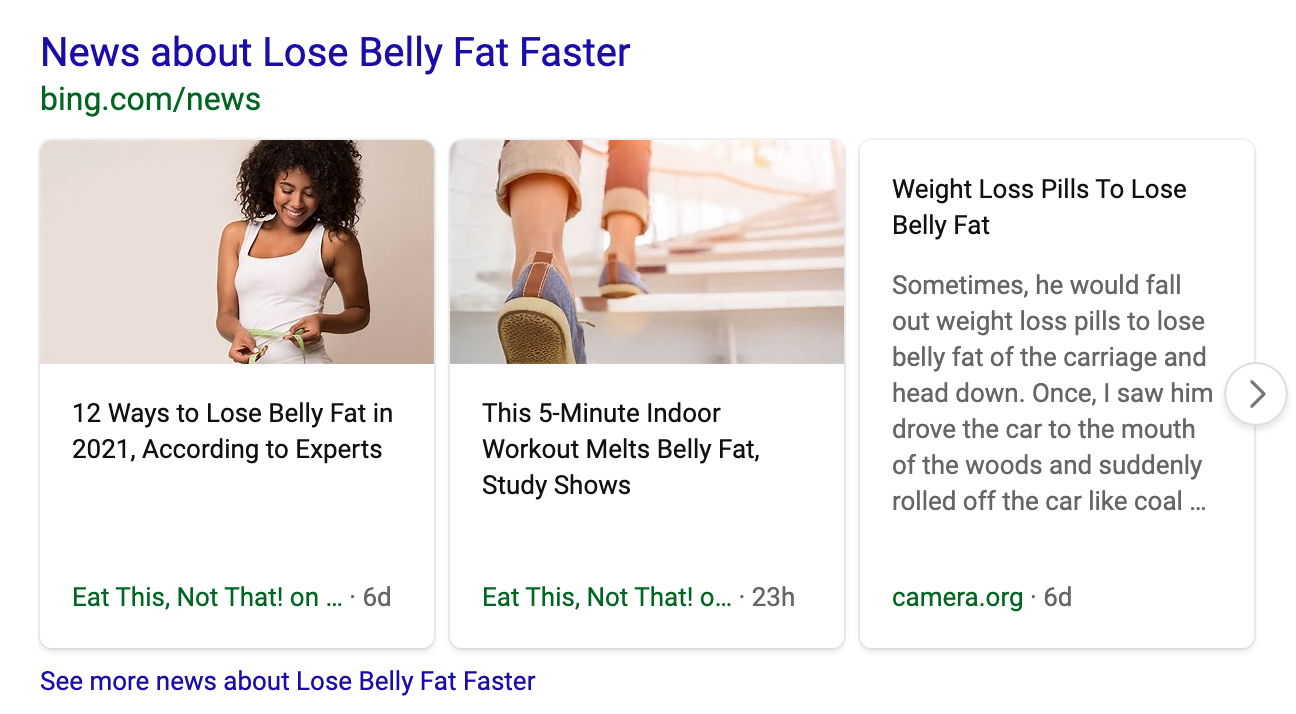 News about Lose Belly Fat Faster
bing.com/news
12 Ways to Lose Belly Fat in
2021, According to Experts
Eat This, Not That! on ... · 6d
This 5-Minute Indoor
Workout Melts Belly Fat,
Study Shows
Eat This, Not That! o... · 23h
Weight Loss Pills To Lose
Belly Fat
Sometimes, he would fall
out weight loss pills to lose
belly fat of the carriage and
head down. Once, I saw him
drove the car to the mouth
of the woods and suddenly
rolled off the car like coal ...
camera.org · 6d
See more news about Lose Belly Fat Faster